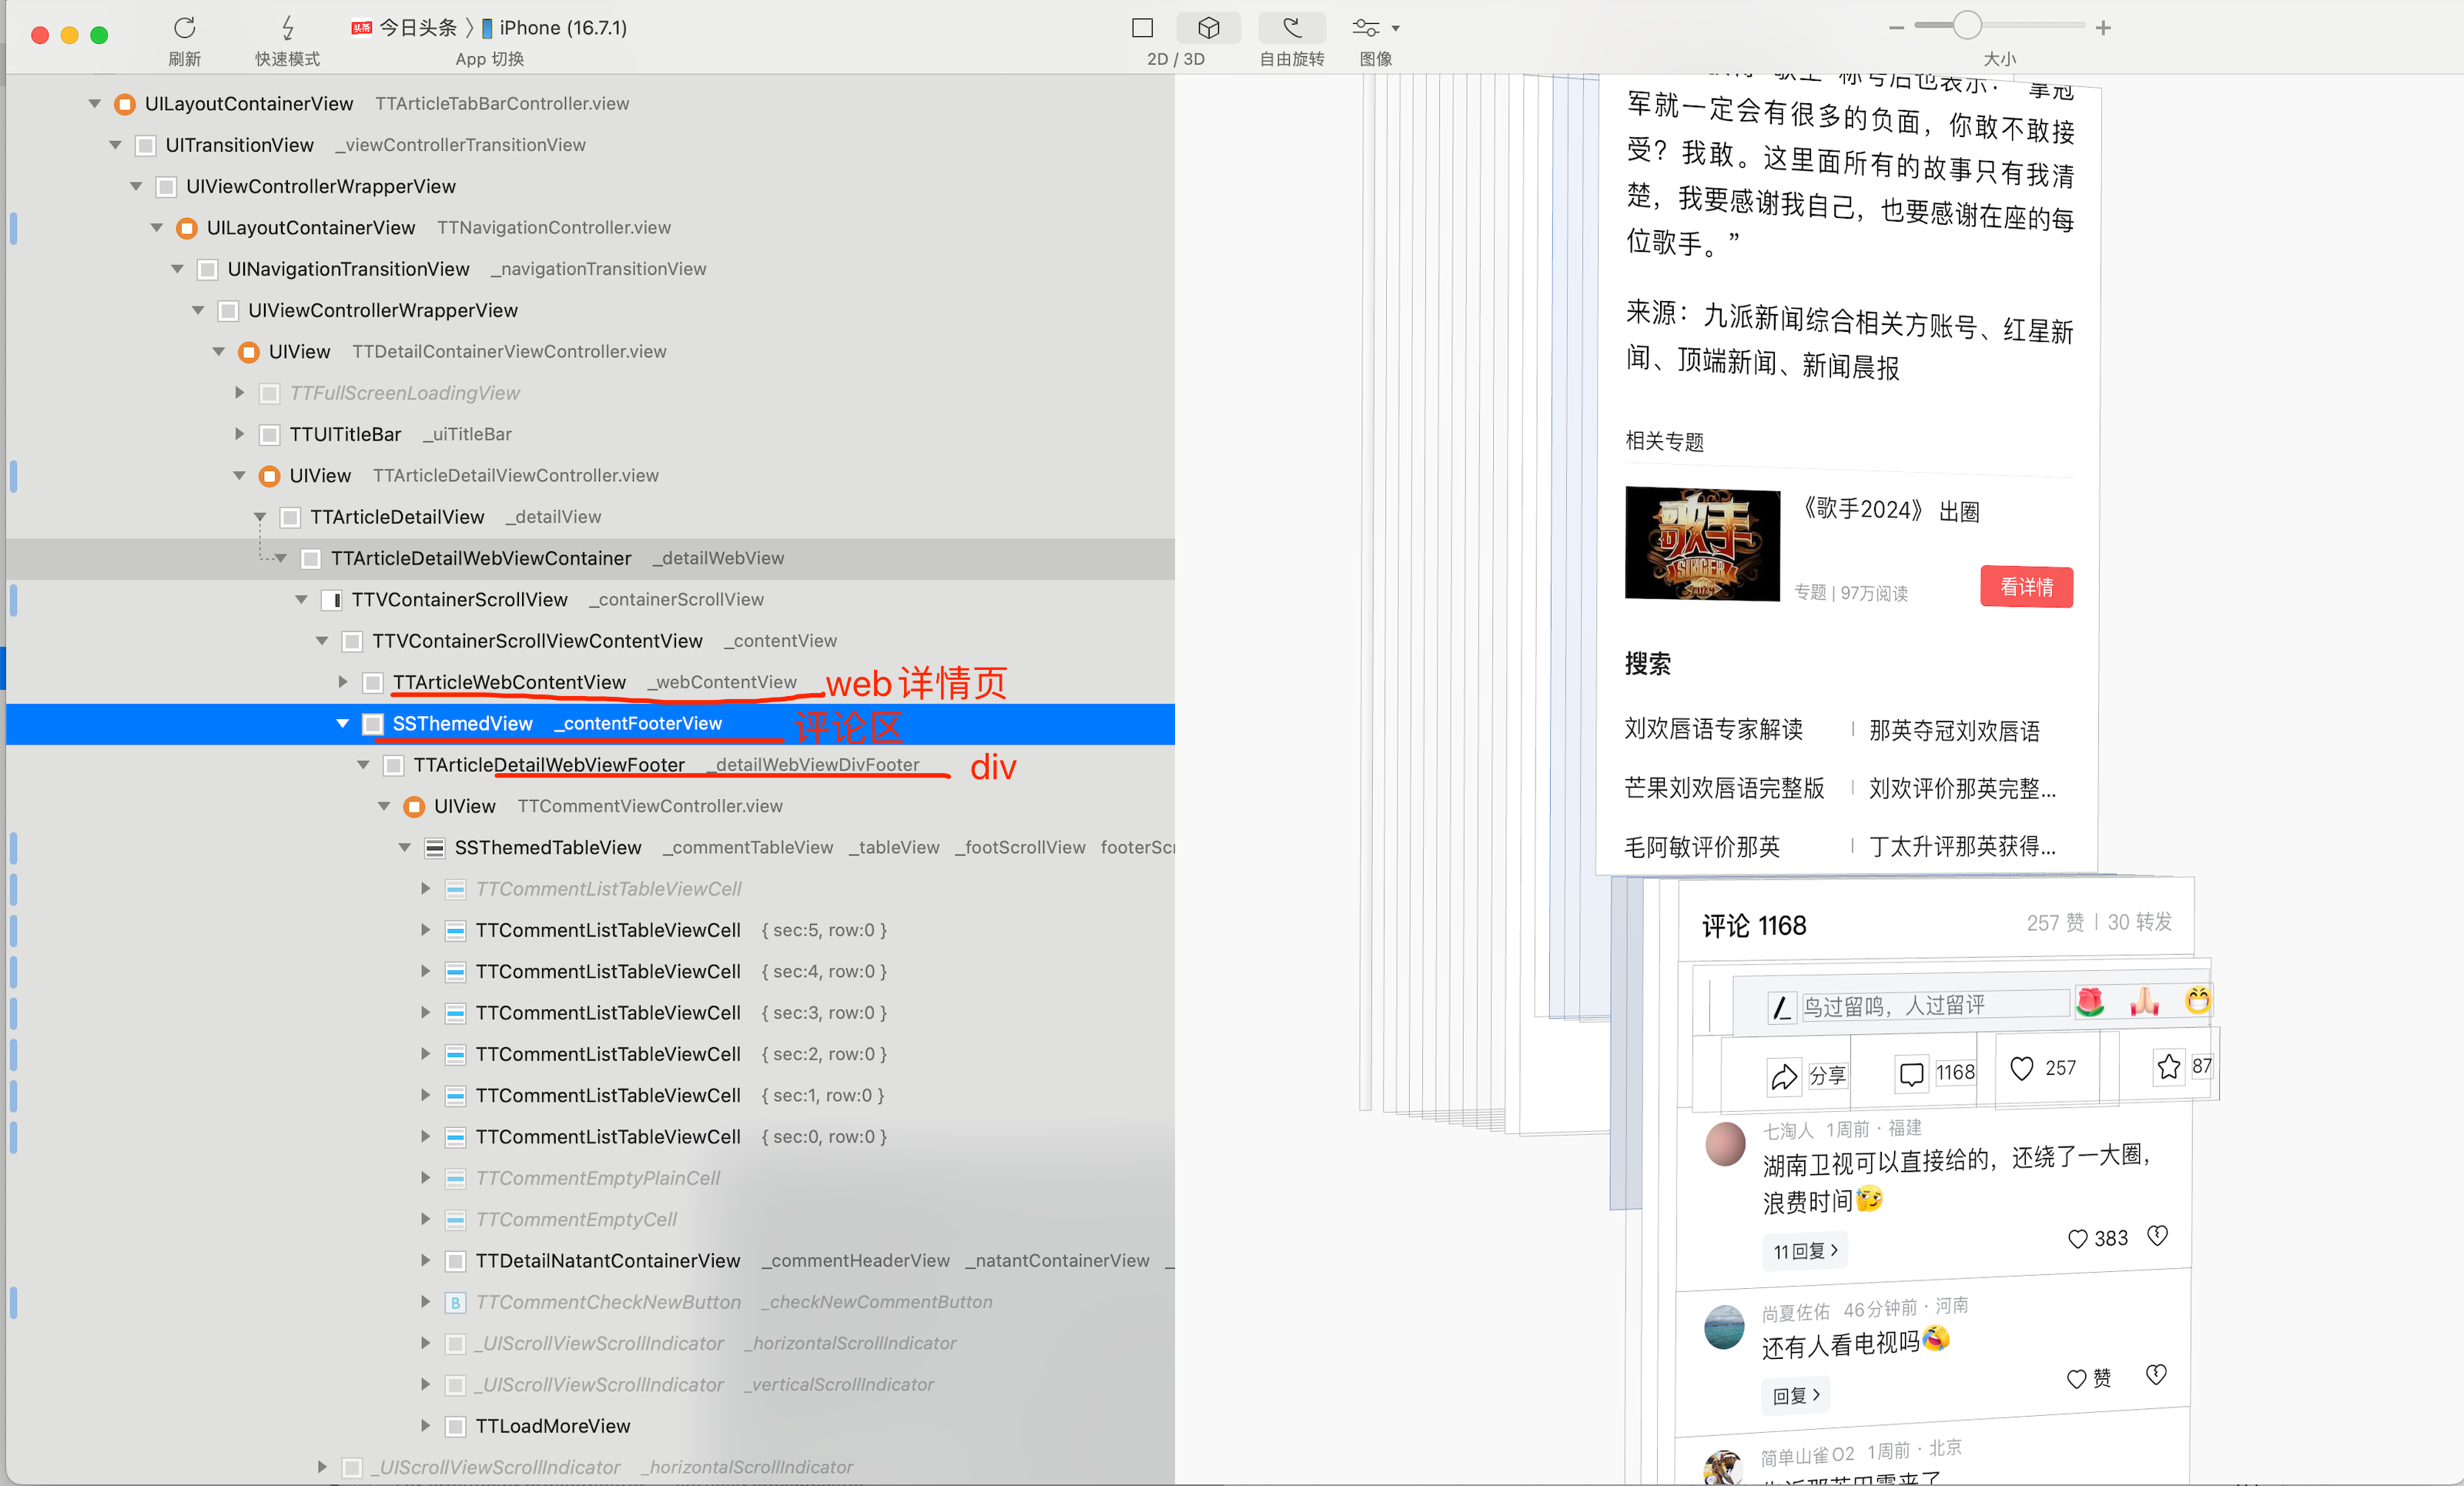 今日头条 〉 iPhone (16.7.1)
刷新 快速模式 App 切换 2D / 3D 自由旋转 图像 大小
UILayoutContainerView TTArticleTabBarController.view
UITransitionView _viewControllerTransitionView
UIViewControllerWrapperView
UILayoutContainerView TTNavigationController.view
UINavigationTransitionView _navigationTransitionView
UIViewControllerWrapperView
UIView TTDetailContainerViewController.view
TTFullScreenLoadingView
TTUITitleBar _uiTitleBar
UIView TTArticleDetailViewController.view
TTArticleDetailView _detailView
TTArticleDetailWebViewContainer _detailWebView
TTVContainerScrollView _containerScrollView
TTVContainerScrollViewContentView _contentView
TTArticleWebContentView _webContentView web详情页
SSThemedView _contentFooterView 评论区
TTArticleDetailWebViewFooter _detailWebViewDivFooter div
UIView TTCommentViewController.view
SSThemedTableView _commentTableView _tableView _footScrollView footerScr
TTCommentListTableViewCell
TTCommentListTableViewCell { sec:5, row:0 }
TTCommentListTableViewCell { sec:4, row:0 }
TTCommentListTableViewCell { sec:3, row:0 }
TTCommentListTableViewCell { sec:2, row:0 }
TTCommentListTableViewCell { sec:1, row:0 }
TTCommentListTableViewCell { sec:0, row:0 }
TTCommentEmptyPlainCell
TTCommentEmptyCell
TTDetailNatantContainerView _commentHeaderView _natantContainerView _
B TTCommentCheckNewButton _checkNewCommentButton
_UIScrollViewScrollIndicator _horizontalScrollIndicator
_UIScrollViewScrollIndicator _verticalScrollIndicator
TTLoadMoreView
_UIScrollViewScrollIndicator _horizontalScrollIndicator
称号后也表示：“拿冠
军就一定会有很多的负面，你敢不敢接
受？我敢。这里面所有的故事只有我清
楚，我要感谢我自己，也要感谢在座的每
位歌手。”
来源：九派新闻综合相关方账号、红星新
闻、顶端新闻、新闻晨报
相关专题
歌手
SINGER
《歌手2024》 出圈
专题 | 97万阅读
看详情
搜索
刘欢唇语专家解读 | 那英夺冠刘欢唇语
芒果刘欢唇语完整版 | 刘欢评价那英完整...
毛阿敏评价那英 | 丁太升评那英获得...
评论 1168 257 赞 | 30 转发
鸟过留鸣，人过留评 🌹 🙏 😁
分享 1168 257 87
七淘人 1周前 · 福建
湖南卫视可以直接给的，还绕了一大圈，
浪费时间
11回复 ›
383
尚夏佐佑 46分钟前 · 河南
还有人看电视吗🤣
赞
回复 ›
简单山雀O2 1周前 · 北京